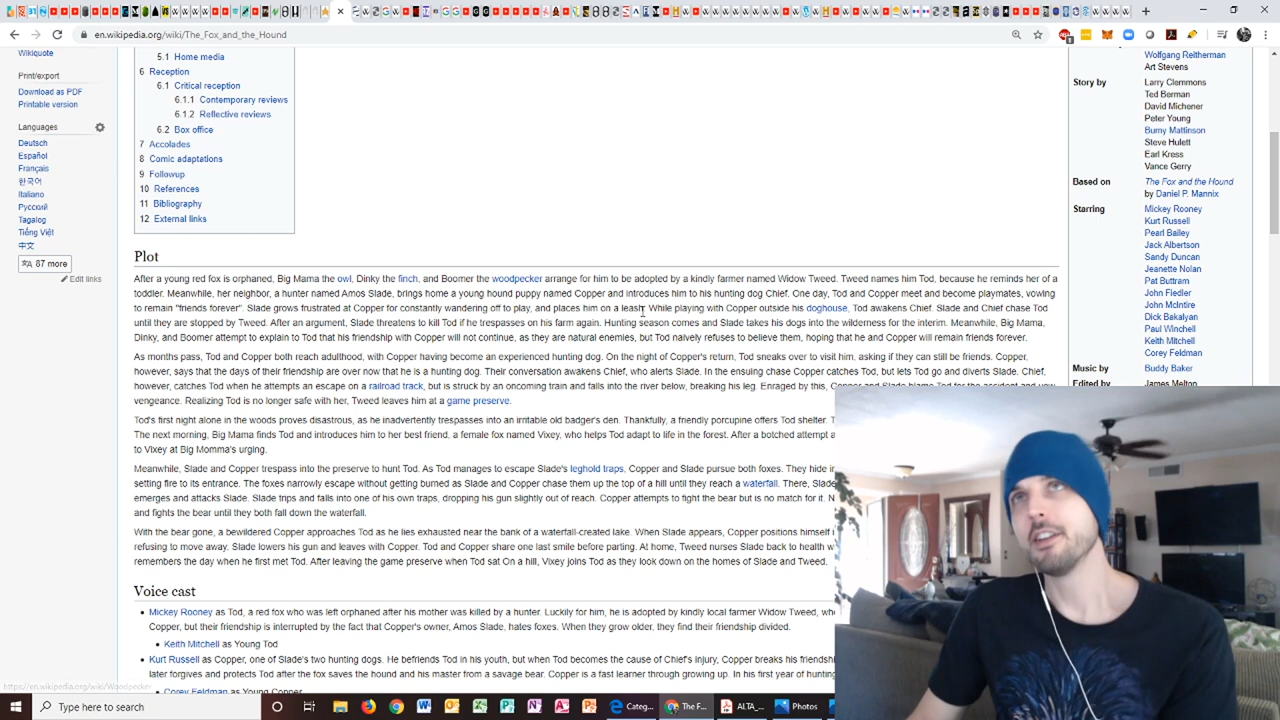 en.wikipedia.org/wiki/The_Fox_and_the_Hound
Wikiquote
Print/export
Download as PDF
Printable version
Languages
Deutsch
Español
Français
한국어
Italiano
Русский
Tagalog
Tiếng Việt
中文
87 more
Edit links
5.1 Home media
6 Reception
6.1 Critical reception
6.1.1 Contemporary reviews
6.1.2 Reflective reviews
6.2 Box office
7 Accolades
8 Comic adaptations
9 Followup
10 References
11 Bibliography
12 External links
Wolfgang Reitherman
Art Stevens
Story by Larry Clemmons
Ted Berman
David Michener
Peter Young
Burny Mattinson
Steve Hulett
Earl Kress
Vance Gerry
Based on The Fox and the Hound
by Daniel P. Mannix
Starring Mickey Rooney
Kurt Russell
Pearl Bailey
Jack Albertson
Sandy Duncan
Jeanette Nolan
Pat Buttram
John Fiedler
John McIntire
Dick Bakalyan
Paul Winchell
Keith Mitchell
Corey Feldman
Music by Buddy Baker
Edited by James Melton
Plot
After a young red fox is orphaned, Big Mama the owl, Dinky the finch, and Boomer the woodpecker arrange for him to be adopted by a kindly farmer named Widow Tweed. Tweed names him Tod, because he reminds her of a
toddler. Meanwhile, her neighbor, a hunter named Amos Slade, brings home a young hound puppy named Copper and introduces him to his hunting dog Chief. One day, Tod and Copper meet and become playmates, vowing
to remain "friends forever". Slade grows frustrated at Copper for constantly wandering off to play, and places him on a leash. While playing with Copper outside his doghouse, Tod awakens Chief. Slade and Chief chase Tod
until they are stopped by Tweed. After an argument, Slade threatens to kill Tod if he trespasses on his farm again. Hunting season comes and Slade takes his dogs into the wilderness for the interim. Meanwhile, Big Mama,
Dinky, and Boomer attempt to explain to Tod that his friendship with Copper will not continue, as they are natural enemies, but Tod naively refuses to believe them, hoping that he and Copper will remain friends forever.
As months pass, Tod and Copper both reach adulthood, with Copper having become an experienced hunting dog. On the night of Copper's return, Tod sneaks over to visit him, asking if they can still be friends. Copper,
however, says that the days of their friendship are over now that he is a hunting dog. Their conversation awakens Chief, who alerts Slade. In the ensuing chase Copper catches Tod, but lets Tod go and diverts Slade. Chief,
however, catches Tod when he attempts an escape on a railroad track, but is struck by an oncoming train and falls into the river below, breaking his leg. Enraged by this, Copper and Slade blame Tod for the accident and vow
vengeance. Realizing Tod is no longer safe with her, Tweed leaves him at a game preserve.
Tod's first night alone in the woods proves disastrous, as he inadvertently trespasses into an irritable old badger's den. Thankfully, a friendly porcupine offers Tod shelter.
The next morning, Big Mama finds Tod and introduces him to her best friend, a female fox named Vixey, who helps Tod adapt to life in the forest. After a botched attempt a
to Vixey at Big Momma's urging.
Meanwhile, Slade and Copper trespass into the preserve to hunt Tod. As Tod manages to escape Slade's leghold traps, Copper and Slade pursue both foxes. They hide in
setting fire to its entrance. The foxes narrowly escape without getting burned as Slade and Copper chase them up the top of a hill until they reach a waterfall. There, Slade
emerges and attacks Slade. Slade trips and falls into one of his own traps, dropping his gun slightly out of reach. Copper attempts to fight the bear but is no match for it.
and fights the bear until they both fall down the waterfall.
With the bear gone, a bewildered Copper approaches Tod as he lies exhausted near the bank of a waterfall-created lake. When Slade appears, Copper positions himself i
refusing to move away. Slade lowers his gun and leaves with Copper. Tod and Copper share one last smile before parting. At home, Tweed nurses Slade back to health w
remembers the day when he first met Tod. After leaving the game preserve when Tod sat On a hill, Vixey joins Tod as they look down on the homes of Slade and Tweed.
Voice cast
Mickey Rooney as Tod, a red fox who was left orphaned after his mother was killed by a hunter. Luckily for him, he is adopted by kindly local farmer Widow Tweed, wh
Copper, but their friendship is interrupted by the fact that Copper's owner, Amos Slade, hates foxes. When they grow older, they find their friendship divided.
Keith Mitchell as Young Tod
Kurt Russell as Copper, one of Slade's two hunting dogs. He befriends Tod in his youth, but when Tod becomes the cause of Chief's injury, Copper breaks his friendsh
later forgives and protects Tod after the fox saves the hound and his master from a savage bear. Copper is a fast learner through growing up. In his first year of hunting
Corey Feldman as Young Copper
https://en.wikipedia.org/wiki/Woodpecker
Type here to search
Categ...
The F...
ALTA_...
Photos